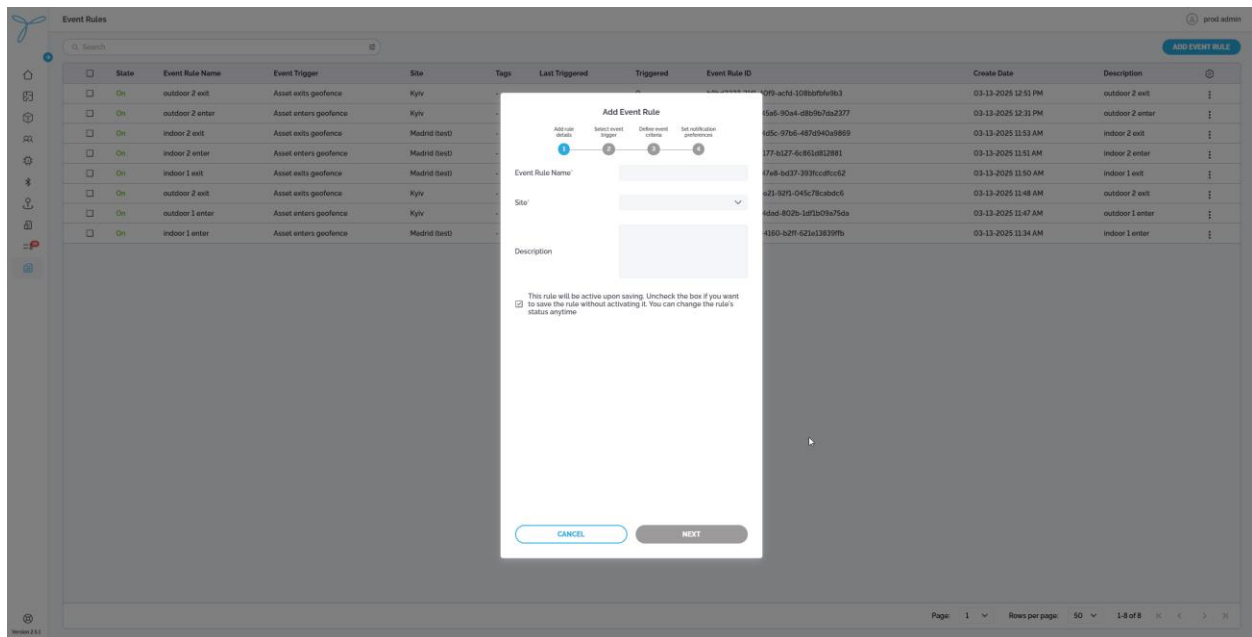 Event Rules
prod admin
Search
ADD EVENT RULE
State Event Rule Name Event Trigger Site Tags Last Triggered Triggered Event Rule ID Create Date Description
On outdoor 2 exit Asset exits geofence Kyiv - 03-13-2025 12:51 PM outdoor 2 exit
On outdoor 2 enter Asset enters geofence Kyiv - 03-13-2025 12:31 PM outdoor 2 enter
On indoor 2 exit Asset exits geofence Madrid (test) - 03-13-2025 11:53 AM indoor 2 exit
On indoor 2 enter Asset enters geofence Madrid (test) - 03-13-2025 11:51 AM indoor 2 enter
On indoor 1 exit Asset enters geofence Madrid (test) - 03-13-2025 11:50 AM indoor 1 exit
On outdoor 2 exit Asset exits geofence Kyiv - 03-13-2025 11:48 AM outdoor 2 exit
On outdoor 1 enter Asset enters geofence Kyiv - 03-13-2025 11:47 AM outdoor 1 enter
On indoor 1 enter Asset enters geofence Madrid (test) - 03-13-2025 11:34 AM indoor 1 enter
Add Event Rule
Add rule details Select event trigger Define event criteria Set notification preferences
1 2 3 4
Event Rule Name*
Site*
Description
This rule will be active upon saving. Uncheck the box if you want
to save the rule without activating it. You can change the rule's
status anytime
CANCEL NEXT
Page: 1 Rows per page: 50 1-8 of 8